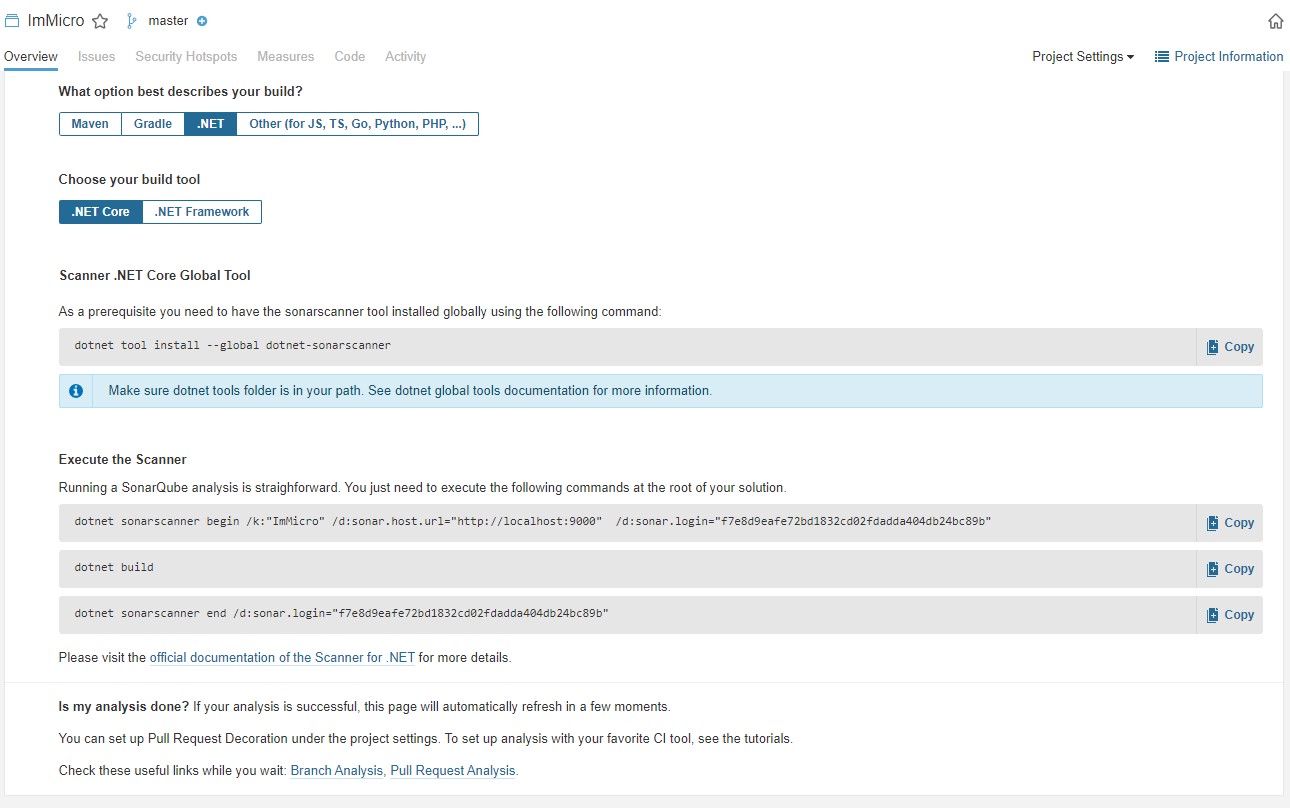 ImMicro master
Overview Issues Security Hotspots Measures Code Activity Project Settings Project Information
What option best describes your build?
Maven Gradle .NET Other (for JS, TS, Go, Python, PHP, ...)
Choose your build tool
.NET Core .NET Framework
Scanner .NET Core Global Tool
As a prerequisite you need to have the sonarscanner tool installed globally using the following command:
dotnet tool install --global dotnet-sonarscanner Copy
Make sure dotnet tools folder is in your path. See dotnet global tools documentation for more information.
Execute the Scanner
Running a SonarQube analysis is straighforward. You just need to execute the following commands at the root of your solution.
dotnet sonarscanner begin /k:"ImMicro" /d:sonar.host.url="http://localhost:9000" /d:sonar.login="f7e8d9eafe72bd1832cd02fdadda404db24bc89b" Copy
dotnet build Copy
dotnet sonarscanner end /d:sonar.login="f7e8d9eafe72bd1832cd02fdadda404db24bc89b" Copy
Please visit the official documentation of the Scanner for .NET for more details.
Is my analysis done? If your analysis is successful, this page will automatically refresh in a few moments.
You can set up Pull Request Decoration under the project settings. To set up analysis with your favorite CI tool, see the tutorials.
Check these useful links while you wait: Branch Analysis, Pull Request Analysis.